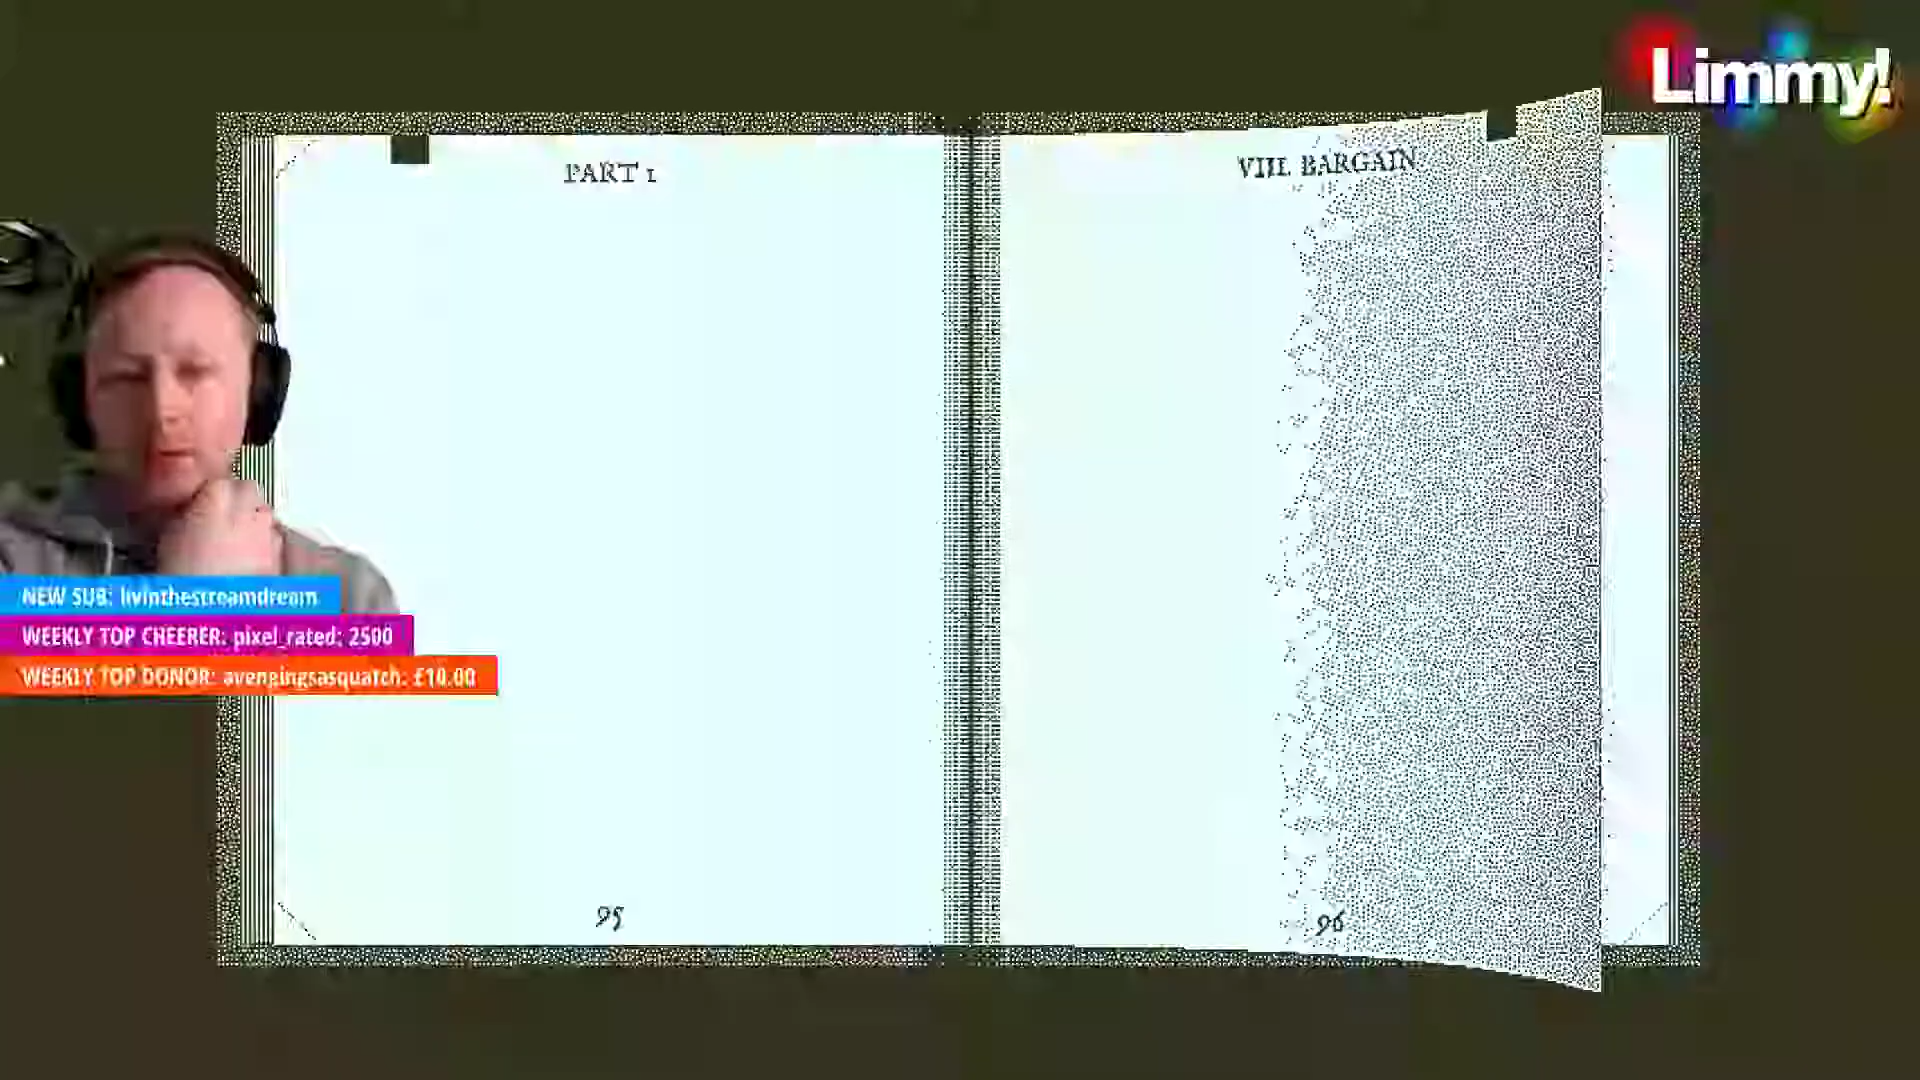 Limmy!
PART 1
VIII. BARGAIN
NEW SUB: livinthestreamdream
WEEKLY TOP CHEERER: pixel_rated: 2500
WEEKLY TOP DONOR: avengingsasquatch: £10.00
95
96